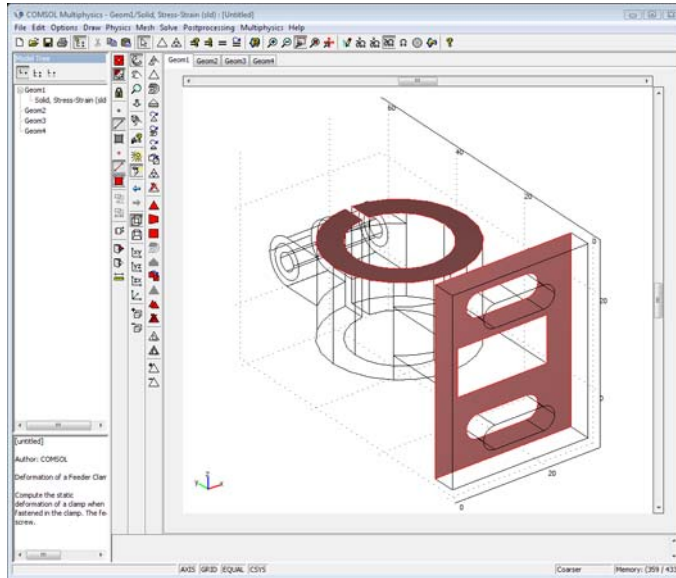 COMSOL Multiphysics - Geom1/Solid, Stress-Strain (sld) : [Untitled]
File Edit Options Draw Physics Mesh Solve Postprocessing Multiphysics Help
Model Tree
Geom1 Geom2 Geom3 Geom4
Geom1
Solid, Stress-Strain (sld
Geom2
Geom3
Geom4
60
40
20
0
20
0
20
0
z
y x
[untitled]
Author: COMSOL
Deformation of a Feeder Clam
Compute the static
deformation of a clamp when
fastened in the clamp. The fe
screw.
AXIS GRID EQUAL CSYS Coarser Memory: (359 / 433